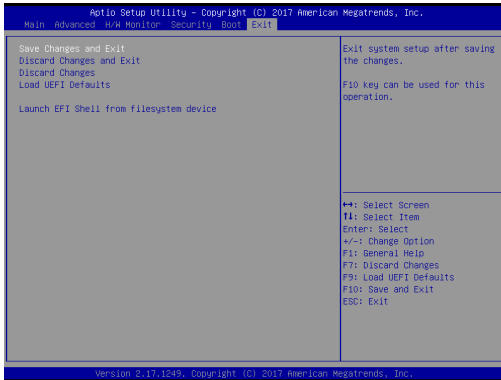 Aptio Setup Utility – Copyright (C) 2017 American Megatrends, Inc.
Main Advanced H/W Monitor Security Boot Exit
Save Changes and Exit
Discard Changes and Exit
Discard Changes
Load UEFI Defaults
Launch EFI Shell from filesystem device
Exit system setup after saving
the changes.
F10 key can be used for this
operation.
↔: Select Screen
↑↓: Select Item
Enter: Select
+/-: Change Option
F1: General Help
F7: Discard Changes
F9: Load UEFI Defaults
F10: Save and Exit
ESC: Exit
Version 2.17.1249. Copyright (C) 2017 American Megatrends, Inc.